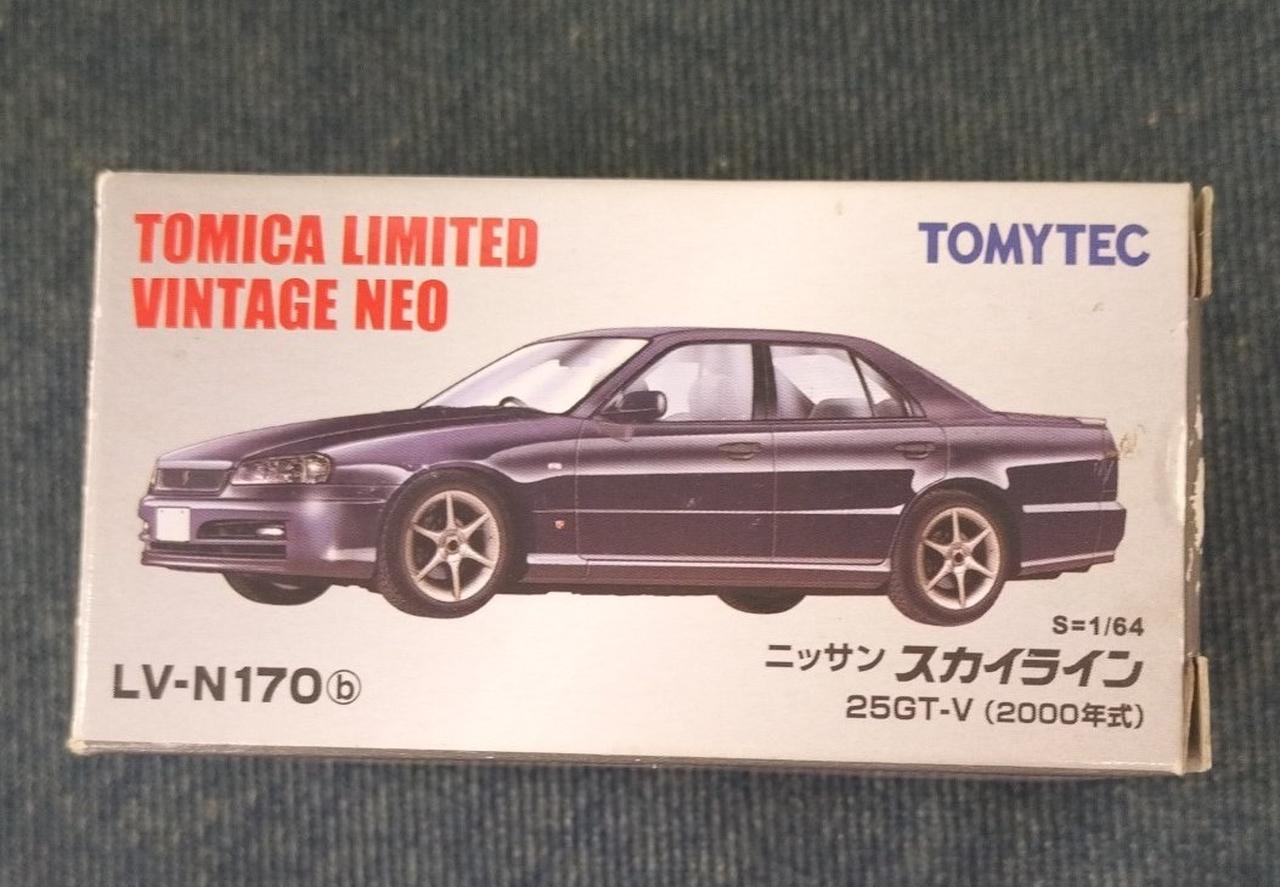 TOMICA LIMITED
VINTAGE NEO
TOMYTEC
S=1/64
ニッサン スカイライン
25GT-V (2000年式)
LV-N170ⓑ